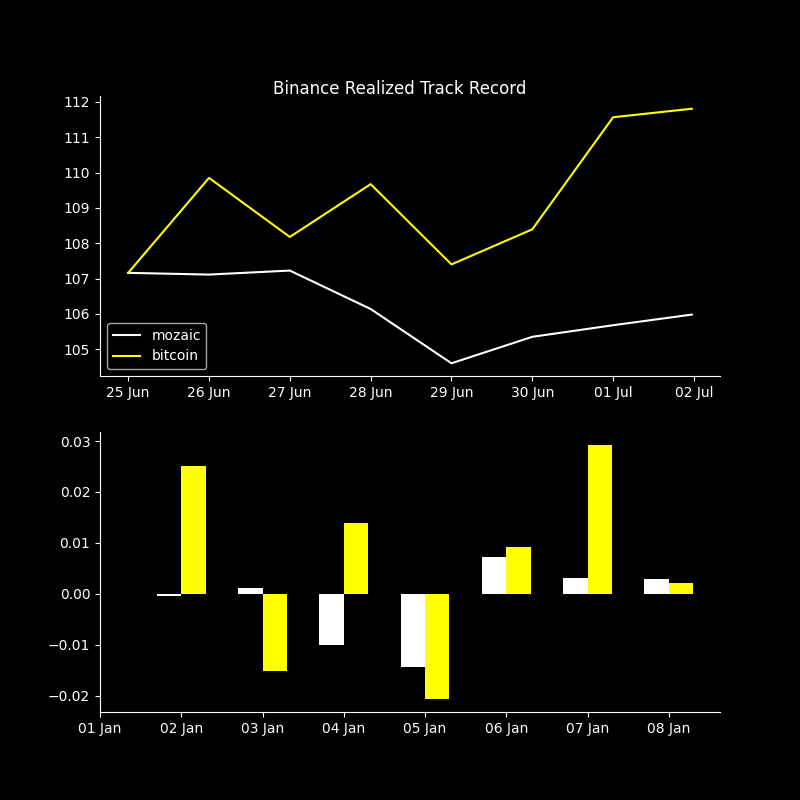 Binance Realized Track Record
112
111
110
109
108
107
106
105
mozaic
bitcoin
25 Jun 26 Jun 27 Jun 28 Jun 29 Jun 30 Jun 01 Jul 02 Jul
0.03
0.02
0.01
0.00
−0.01
−0.02
01 Jan 02 Jan 03 Jan 04 Jan 05 Jan 06 Jan 07 Jan 08 Jan